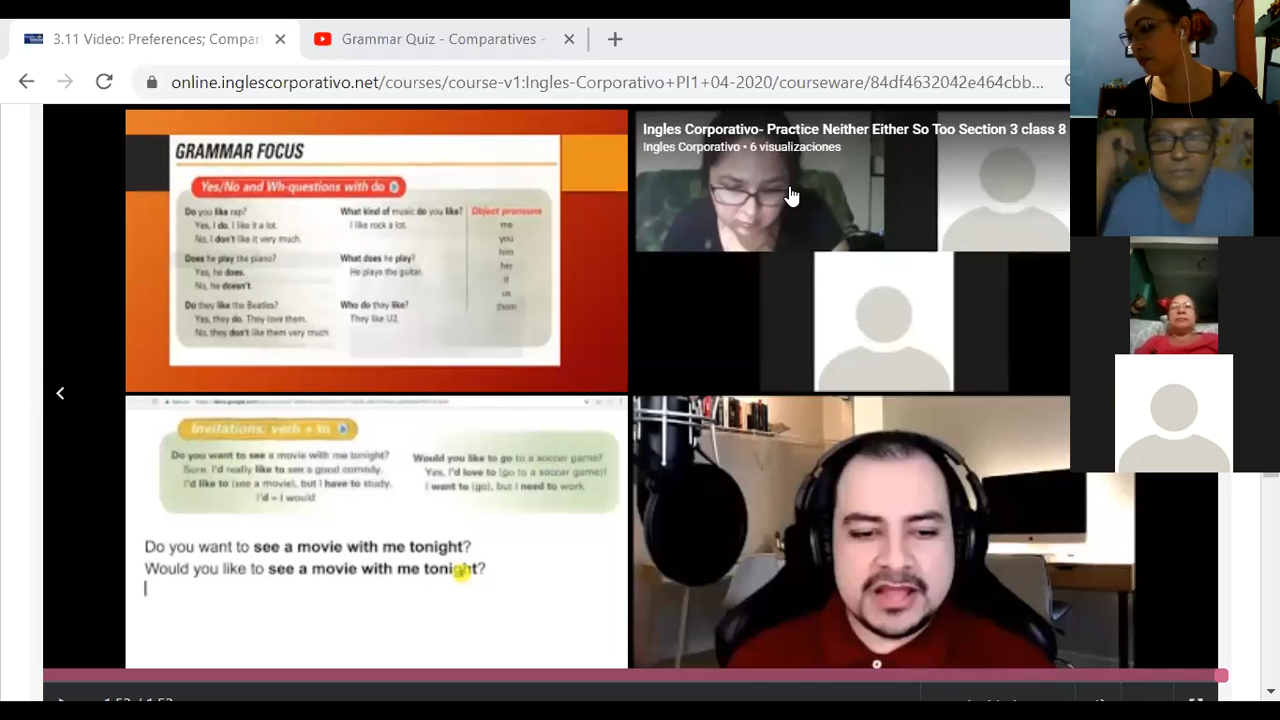 3.11 Video: Preferences; Compar
Grammar Quiz - Comparatives -
online.inglescorporativo.net/courses/course-v1:Ingles-Corporativo+PI1+04-2020/courseware/84df4632042e464cbb...
GRAMMAR FOCUS
Yes/No and Wh-questions with do
Do you like rap?
Yes, I do. I like it a lot.
No, I don't like it very much.
Does he play the piano?
Yes, he does.
No, he doesn't.
Do they like the Beatles?
Yes, they do. They love them.
No, they don't like them very much.
What kind of music do you like?
I like rock a lot.
What does he play?
He plays the guitar.
Who do they like?
They like U2.
Object pronouns
me
you
him
her
it
us
them
Ingles Corporativo- Practice Neither Either So Too Section 3 class 8
Ingles Corporativo • 6 visualizaciones
Invitations; verb + to
Do you want to see a movie with me tonight?
Sure. I'd really like to see a good comedy.
I'd like to (see a movie), but I have to study.
I'd = I would
Would you like to go to a soccer game?
Yes, I'd love to (go to a soccer game)!
I want to (go), but I need to work.
Do you want to see a movie with me tonight?
Would you like to see a movie with me tonight?